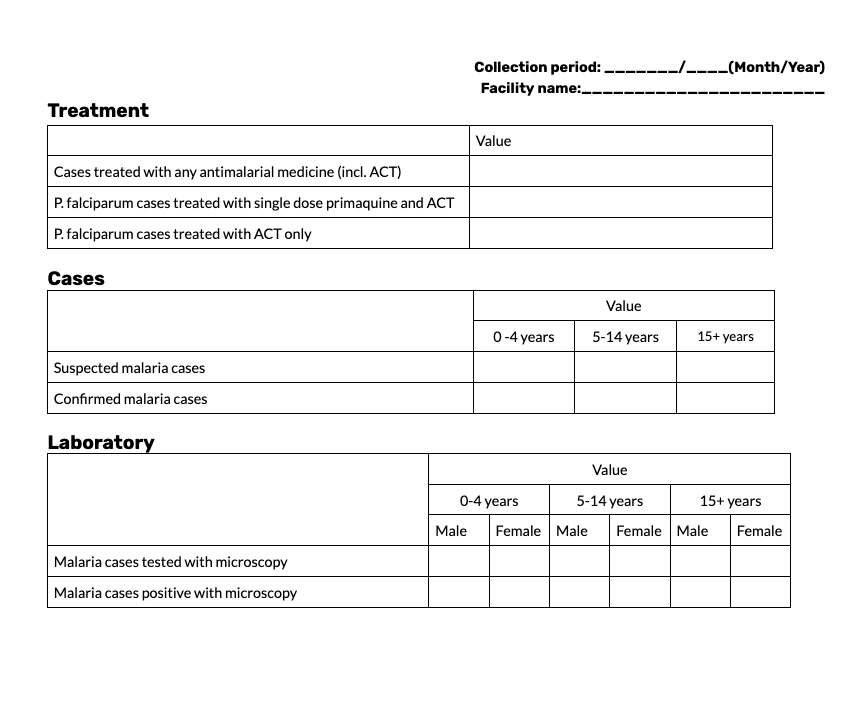 Collection period: _______/____(Month/Year)
Facility name:_______________________
Treatment
Value
Cases treated with any antimalarial medicine (incl. ACT)
P. falciparum cases treated with single dose primaquine and ACT
P. falciparum cases treated with ACT only
Cases
Value
0 -4 years 5-14 years 15+ years
Suspected malaria cases
Confirmed malaria cases
Laboratory
Value
0-4 years 5-14 years 15+ years
Male Female Male Female Male Female
Malaria cases tested with microscopy
Malaria cases positive with microscopy